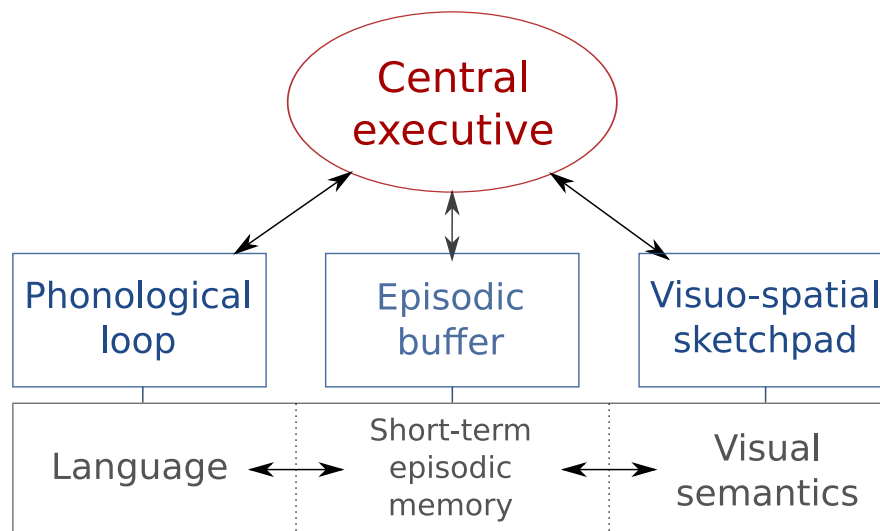 Central
executive
Phonological
loop
Episodic
buffer
Visuo-spatial
sketchpad
Language
Short-term
episodic
memory
Visual
semantics